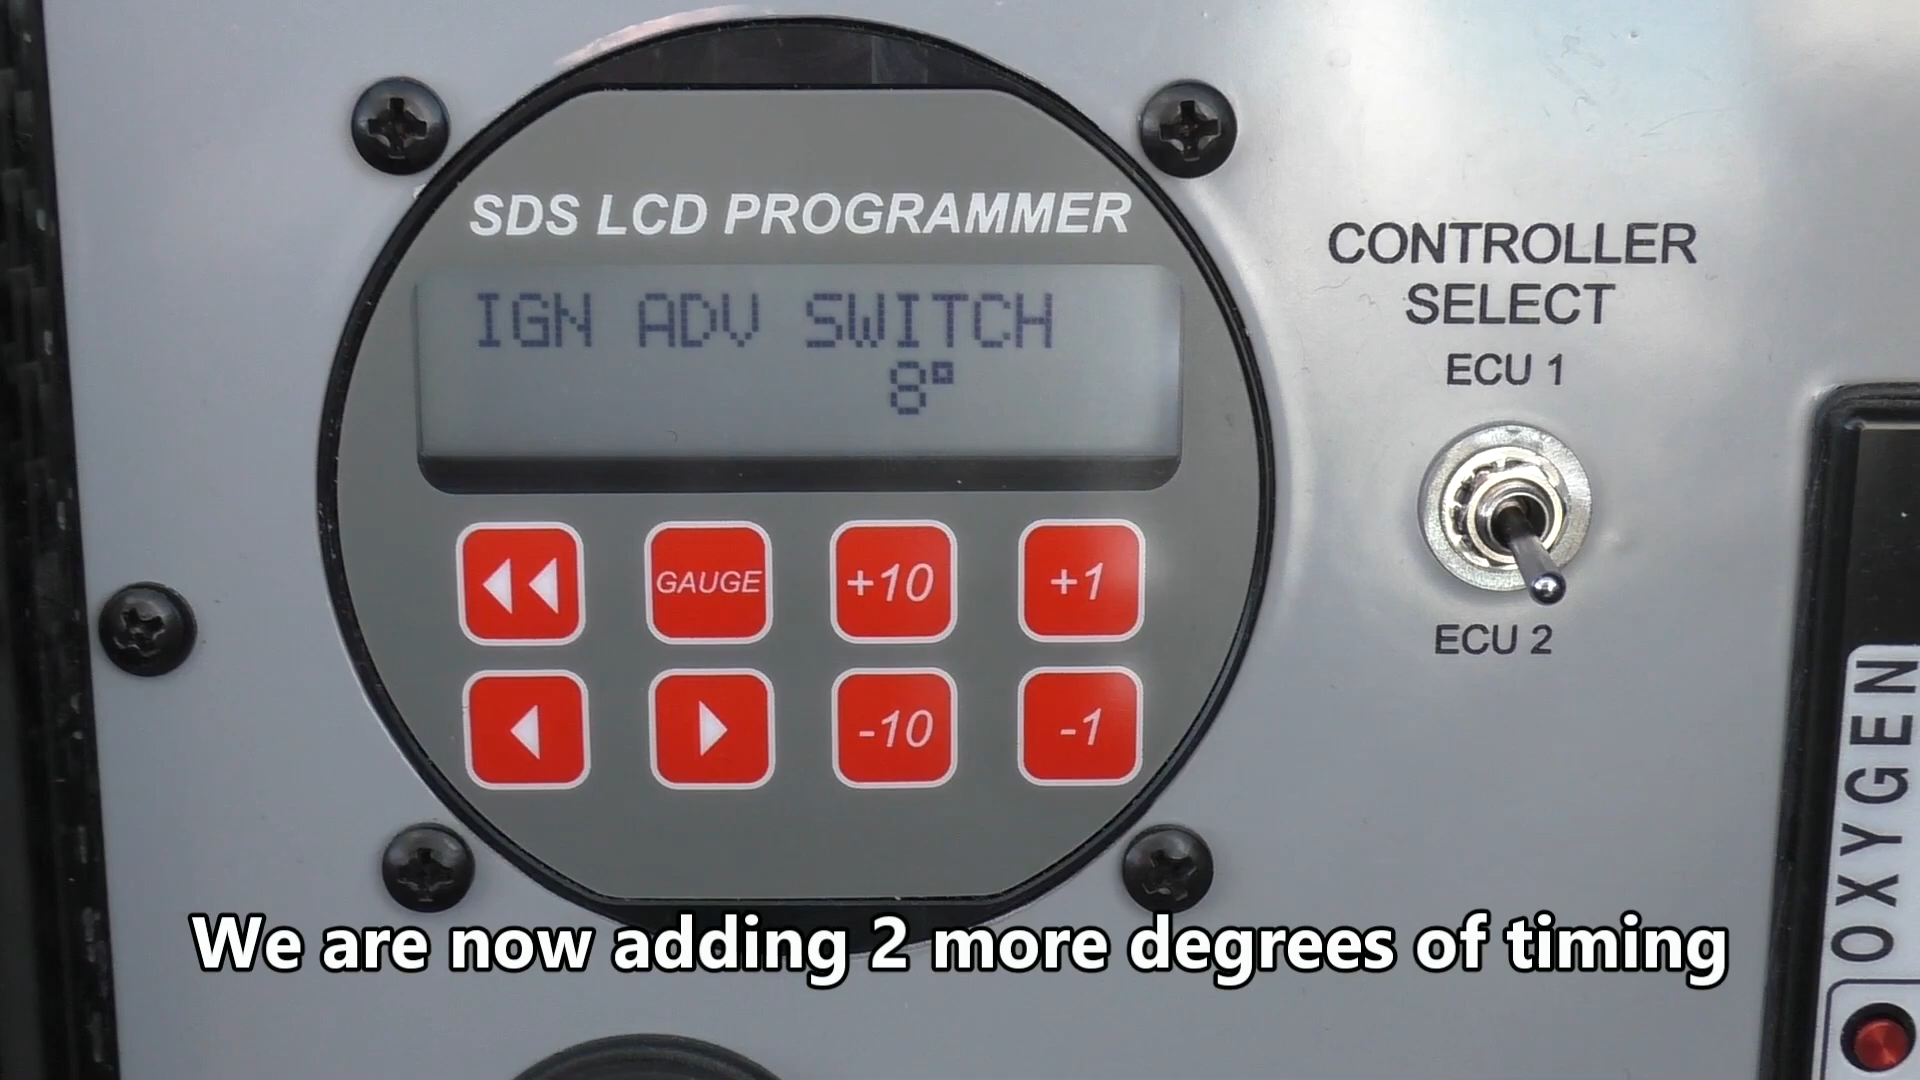 SDS LCD PROGRAMMER
IGN ADV SWITCH
8°
GAUGE
+10
+1
-10
-1
CONTROLLER
SELECT
ECU 1
ECU 2
OXYGEN
We are now adding 2 more degrees of timing